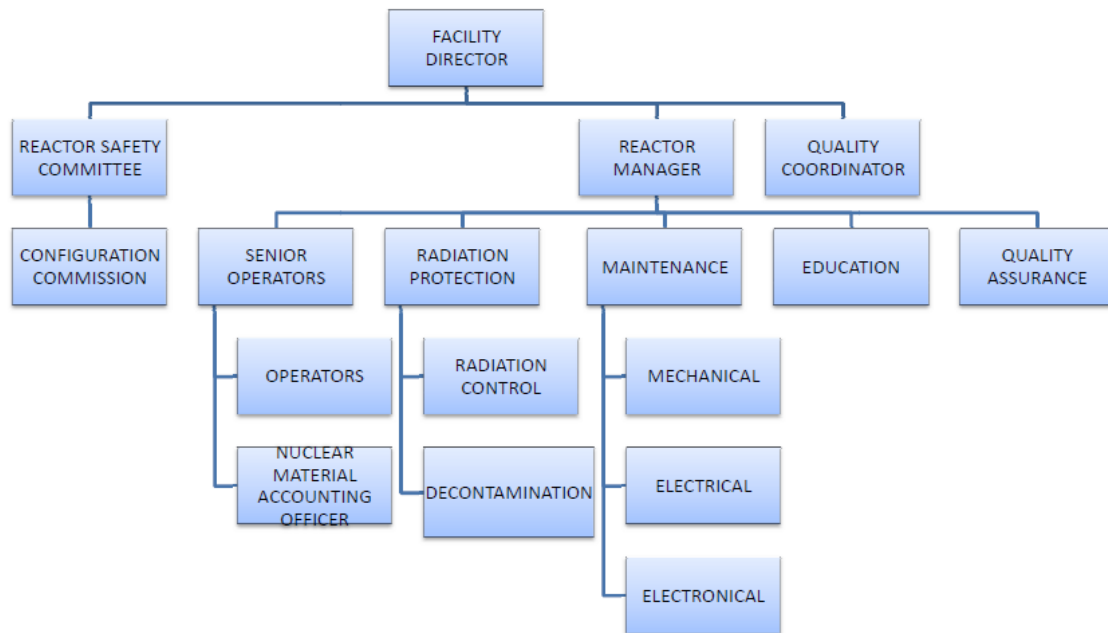 FACILITY
DIRECTOR
REACTOR SAFETY
COMMITTEE
REACTOR
MANAGER
QUALITY
COORDINATOR
CONFIGURATION
COMMISSION
SENIOR
OPERATORS
RADIATION
PROTECTION
MAINTENANCE
EDUCATION
QUALITY
ASSURANCE
OPERATORS
RADIATION
CONTROL
MECHANICAL
NUCLEAR
MATERIAL
ACCOUNTING
OFFICER
DECONTAMINATION
ELECTRICAL
ELECTRONICAL